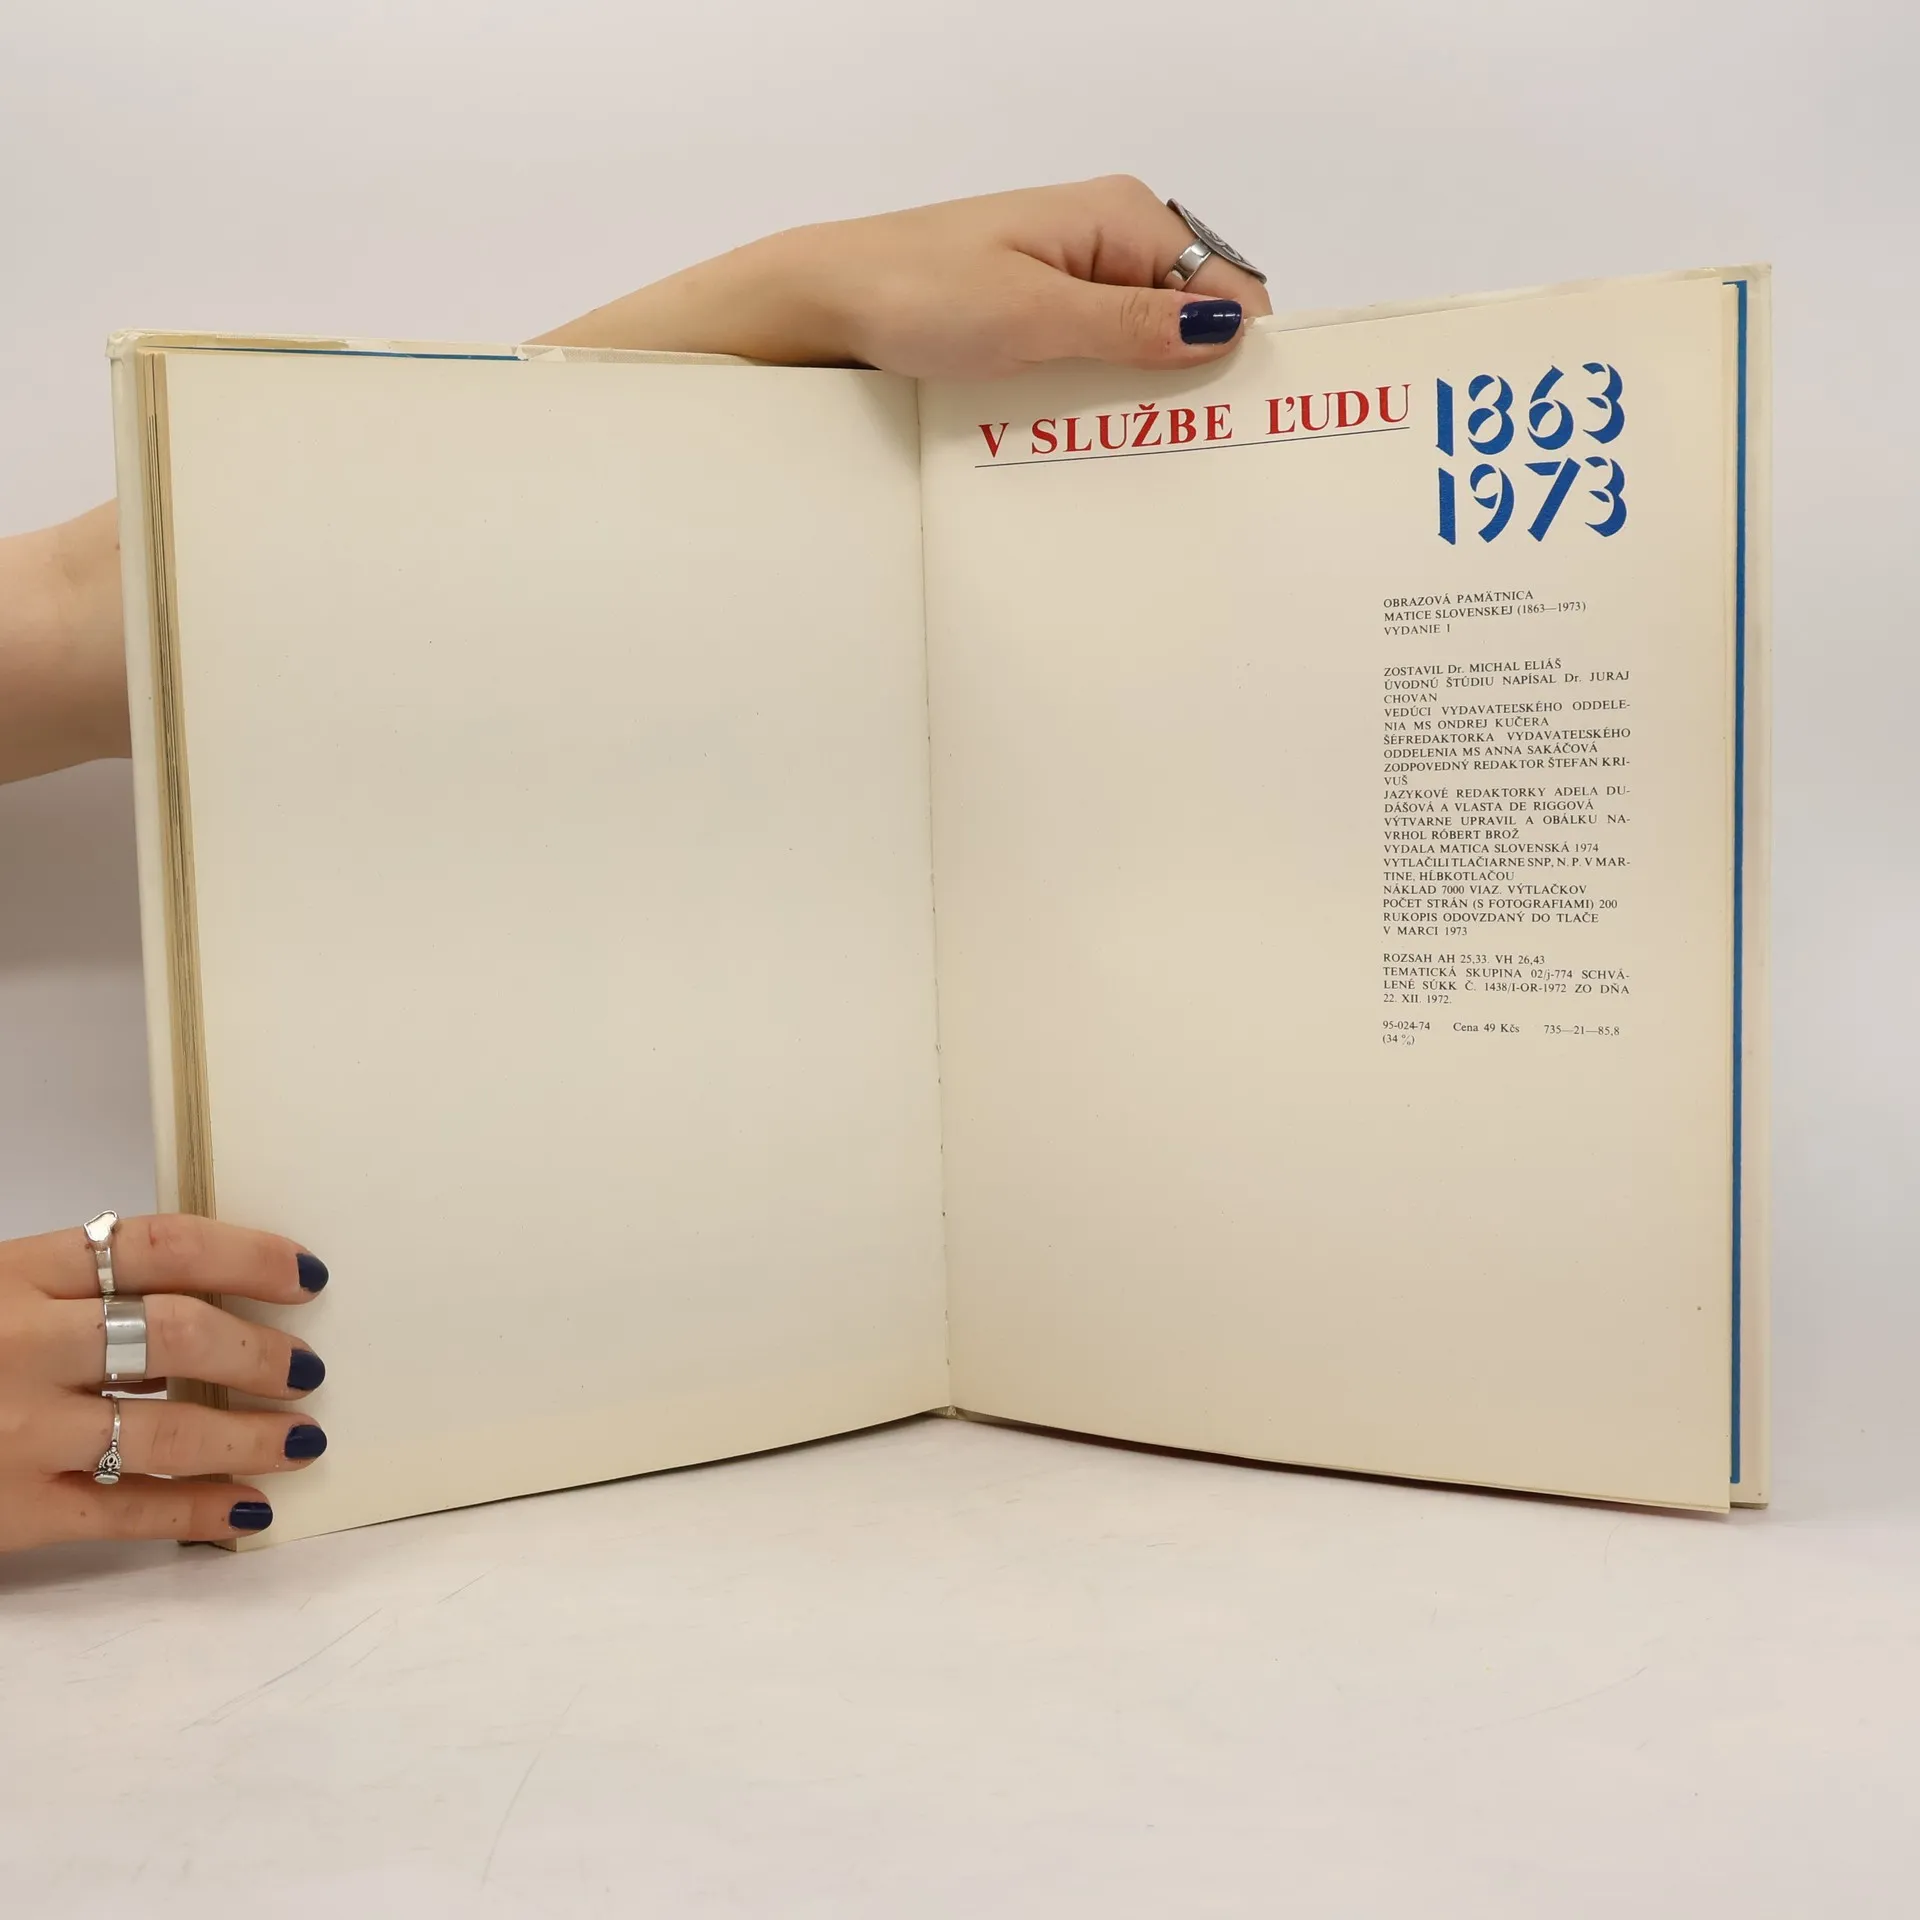 V SLUŽBE ĽUDU
1863
1973
OBRAZOVÁ PAMÄTNICA
MATICE SLOVENSKEJ (1863—1973)
VYDANIE I
ZOSTAVIL Dr. MICHAL ELIÁŠ
ÚVODNÚ ŠTÚDIU NAPÍSAL Dr. JURAJ
CHOVAN
VEDÚCI VYDAVATEĽSKÉHO ODDELE-
NIA MS ONDREJ KUČERA
ŠÉFREDAKTORKA VYDAVATEĽSKÉHO
ODDELENIA MS ANNA SAKÁČOVÁ
ZODPOVEDNÝ REDAKTOR ŠTEFAN KRI-
VUŠ
JAZYKOVÉ REDAKTORKY ADELA DU-
DÁŠOVÁ A VLASTA DE RIGGOVÁ
VÝTVARNE UPRAVIL A OBÁLKU NA-
VRHOL RÓBERT BROŽ
VYDALA MATICA SLOVENSKÁ 1974
VYTLAČILI TLAČIARNE SNP, N. P. V MAR-
TINE, HĹBKOTLAČOU
NÁKLAD 7000 VIAZ. VÝTLAČKOV
POČET STRÁN (S FOTOGRAFIAMI) 200
RUKOPIS ODOVZDANÝ DO TLAČE
V MARCI 1973
ROZSAH AH 25,33. VH 26,43
TEMATICKÁ SKUPINA 02/j-774 SCHVÁ-
LENÉ SÚKK Č. 1438/I-OR-1972 ZO DŇA
22. XII. 1972.
95-024-74 Cena 49 Kčs 735—21—85,8
(34 %)